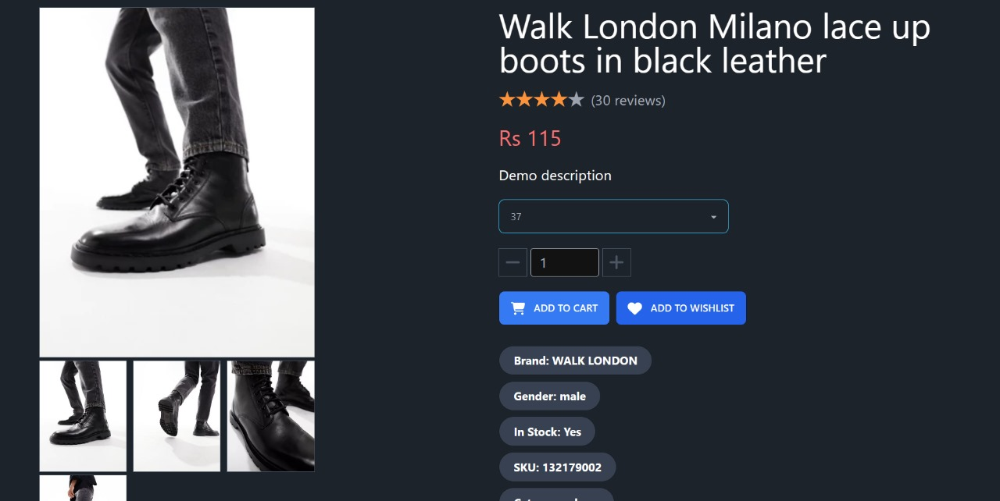 Walk London Milano lace up
boots in black leather
(30 reviews)
Rs 115
Demo description
37
1
ADD TO CART
ADD TO WISHLIST
Brand: WALK LONDON
Gender: male
In Stock: Yes
SKU: 132179002